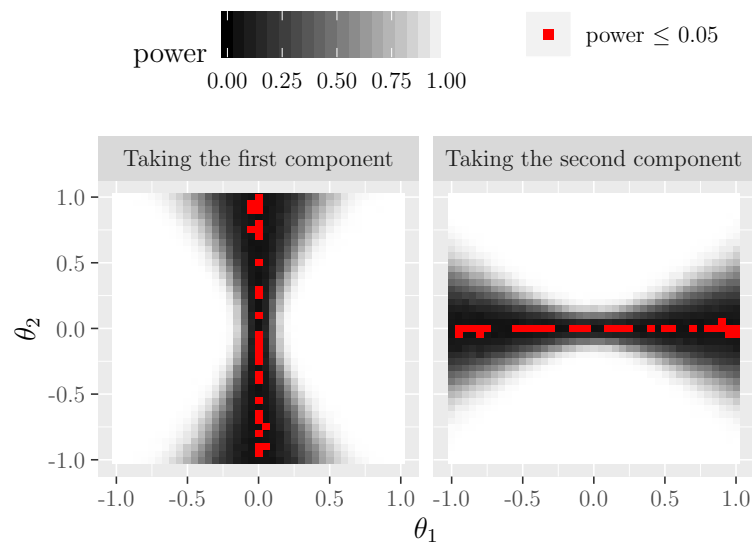 power
0.00 0.25 0.50 0.75 1.00
power ≤ 0.05
Taking the first component
Taking the second component
1.0
0.5
0.0
-0.5
-1.0
θ2
-1.0 -0.5 0.0 0.5 1.0
-1.0 -0.5 0.0 0.5 1.0
θ1